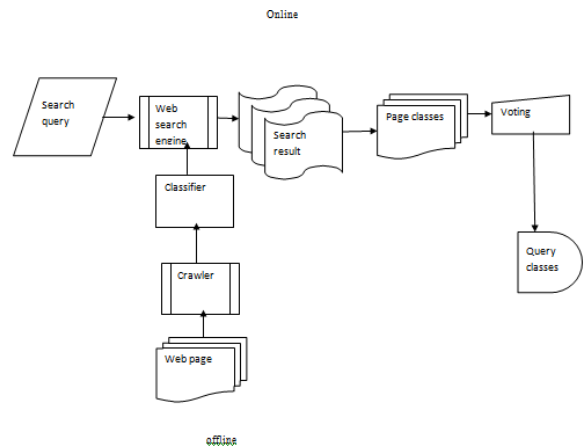 Online
Search
query
Web
search
engine
Search
result
Page classes
Voting
Classifier
Query
classes
Crawler
Web page
offline